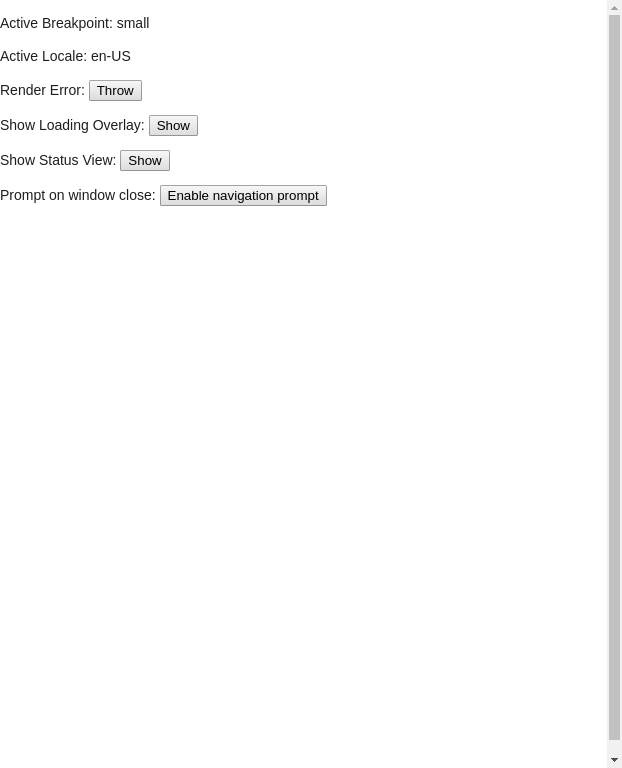 Active Breakpoint: small
Active Locale: en-US
Render Error: Throw
Show Loading Overlay: Show
Show Status View: Show
Prompt on window close: Enable navigation prompt